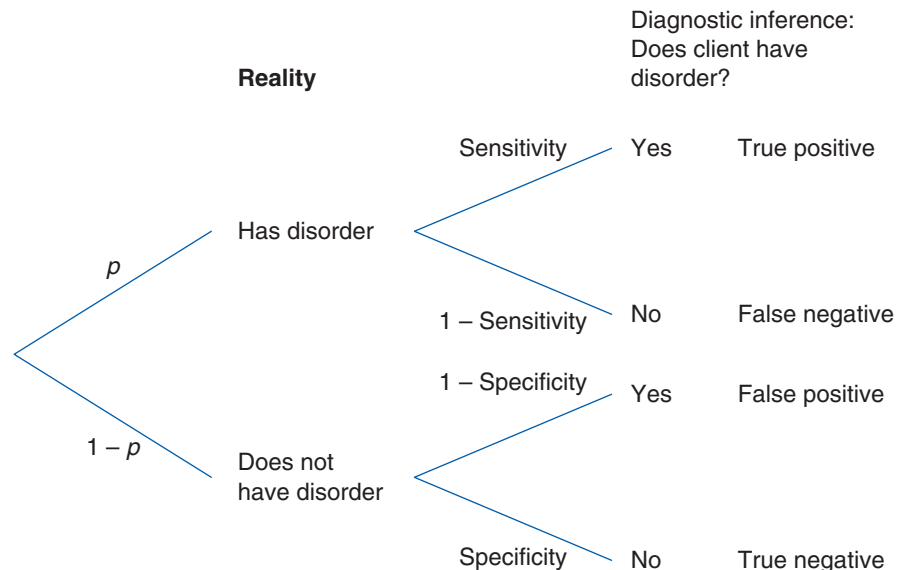 Diagnostic inference:
Does client have
disorder?
Reality
Sensitivity
Yes
True positive
Has disorder
p
1 – Sensitivity
No
False negative
1 – Specificity
Yes
False positive
1 – p
Does not
have disorder
Specificity
No
True negative